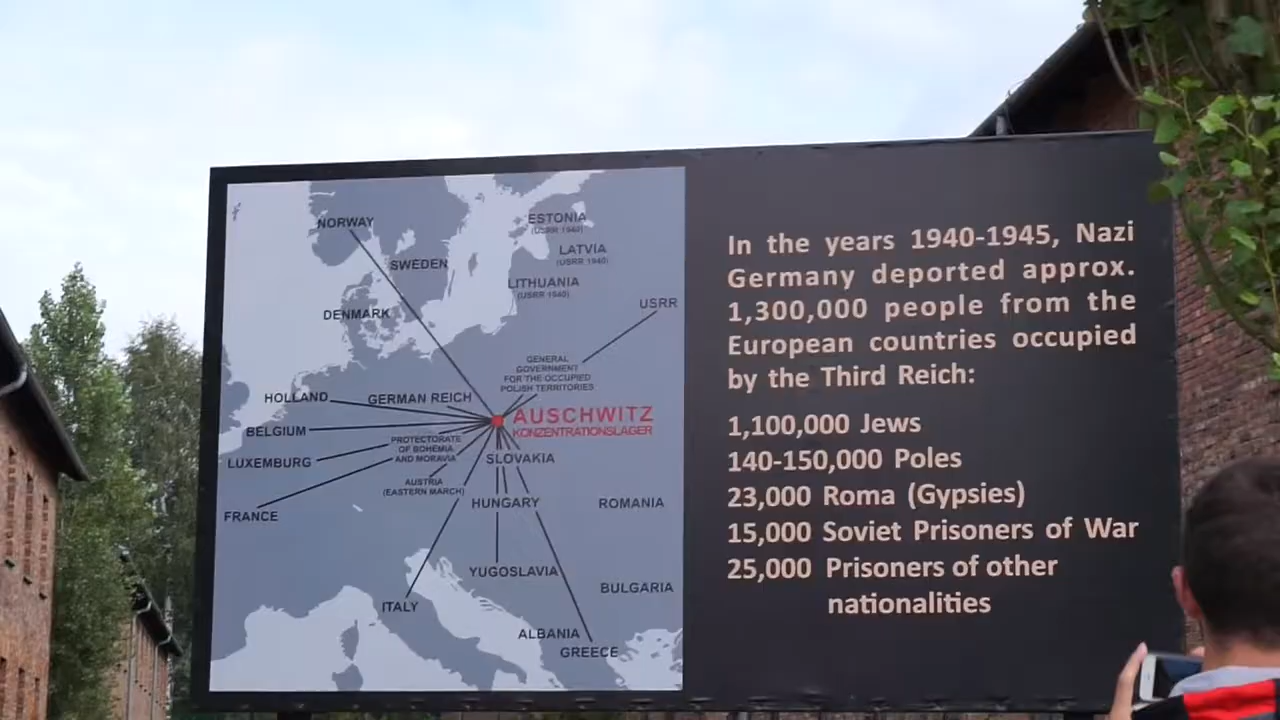 NORWAY
ESTONIA
(USRR 1940)
LATVIA
(USRR 1940)
SWEDEN
LITHUANIA
(USRR 1940)
USRR
DENMARK
GENERAL
GOVERNMENT
FOR THE OCCUPIED
POLISH TERRITORIES
HOLLAND
GERMAN REICH
AUSCHWITZ
KONZENTRATIONSLAGER
BELGIUM
PROTECTORATE
OF BOHEMIA
AND MORAVIA
LUXEMBURG
SLOVAKIA
AUSTRIA
(EASTERN MARCH)
HUNGARY
ROMANIA
FRANCE
YUGOSLAVIA
BULGARIA
ITALY
ALBANIA
GREECE
In the years 1940-1945, Nazi
Germany deported approx.
1,300,000 people from the
European countries occupied
by the Third Reich:
1,100,000 Jews
140-150,000 Poles
23,000 Roma (Gypsies)
15,000 Soviet Prisoners of War
25,000 Prisoners of other
nationalities